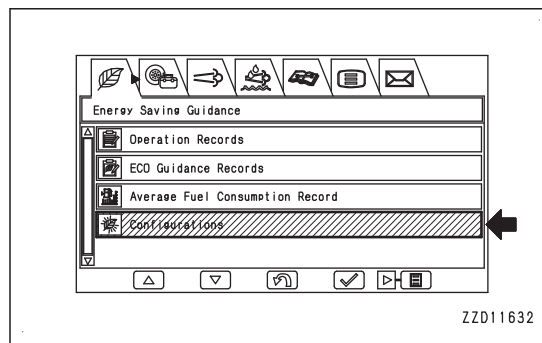 Energy Saving Guidance
Operation Records
ECO Guidance Records
Average Fuel Consumption Record
Configurations
ZZD11632